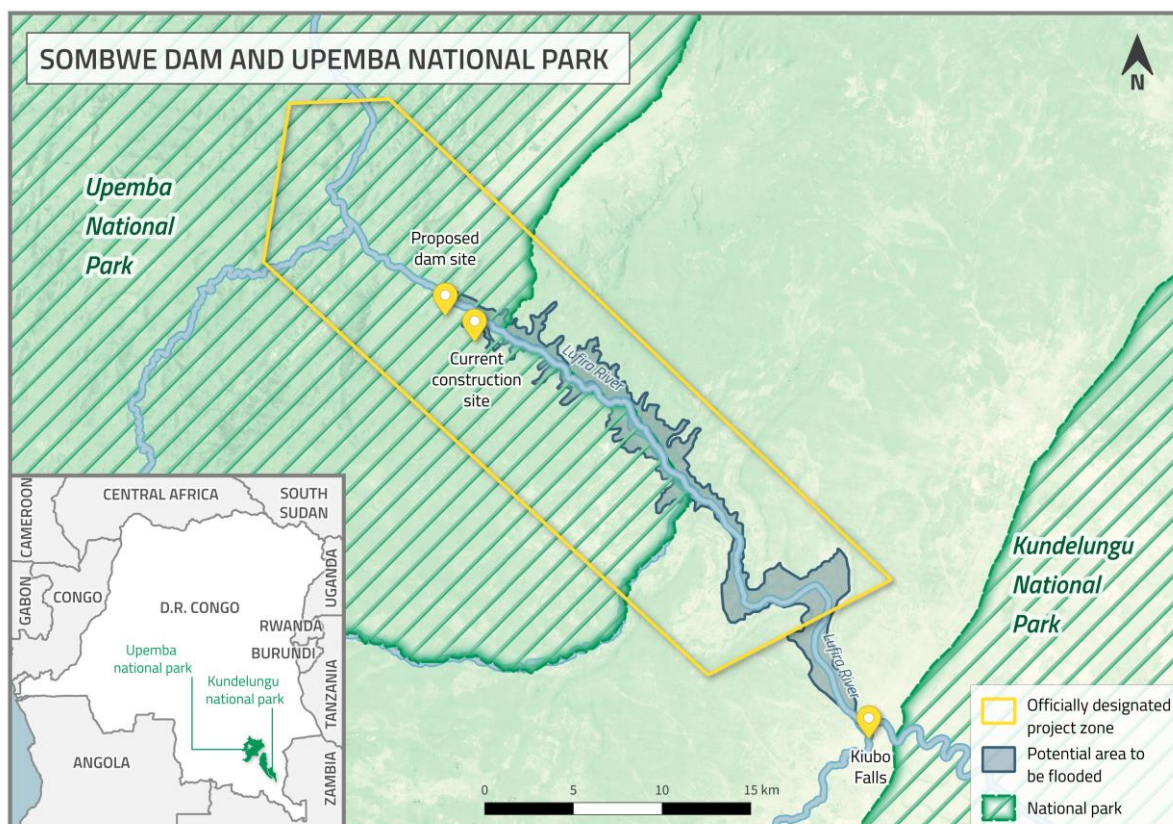 SOMBWE DAM AND UPEMBA NATIONAL PARK
N
Upemba
National
Park
Proposed
dam site
Current
construction
site
Lufira River
Kundelungu
National
Park
Lufira River
Kiubo
Falls
CAMEROON
CENTRAL AFRICA
SOUTH
SUDAN
GABON
CONGO
UGANDA
D.R. CONGO
RWANDA
BURUNDI
Upemba
national park
Kundelungu
national park
TANZANIA
ANGOLA
ZAMBIA
0
5
10
15 km
Officially designated
project zone
Potential area to
be flooded
National park